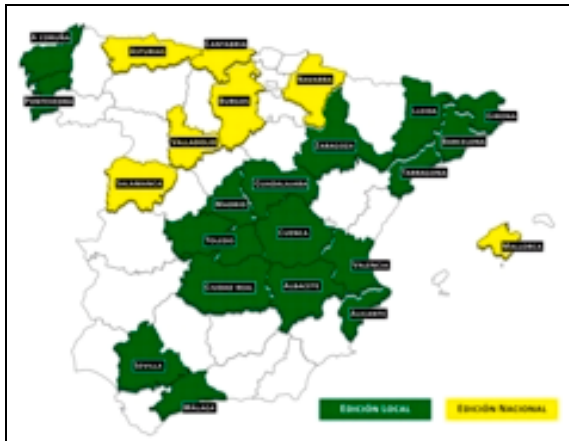 A CORUÑA
ASTURIAS
CANTABRIA
NAVARRA
PONTEVEDRA
BURGOS
LLEIDA
GIRONA
VALLADOLID
ZARAGOZA
BARCELONA
TARRAGONA
SALAMANCA
GUADALAJARA
MADRID
TOLEDO
CUENCA
MALLORCA
VALENCIA
CIUDAD REAL
ALBACETE
ALICANTE
SEVILLA
MÁLAGA
EDICIÓN LOCAL
EDICIÓN NACIONAL